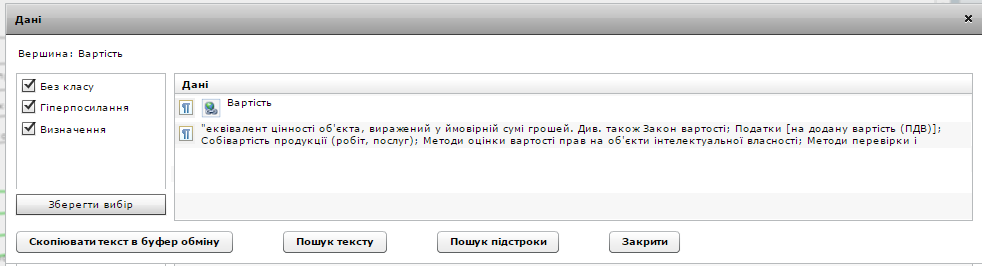 Дані
Вершина: Вартість
Без класу
Гіперпосилання
Визначення
Зберегти вибір
Дані
Вартість
"еквівалент цінності об'єкта, виражений у ймовірній сумі грошей. Див. також Закон вартості; Податки [на додану вартість (ПДВ)];
Собівартість продукції (робіт, послуг); Методи оцінки вартості прав на об'єкти інтелектуальної власності; Методи перевірки і
Скопіювати текст в буфер обміну
Пошук тексту
Пошук підстроки
Закрити